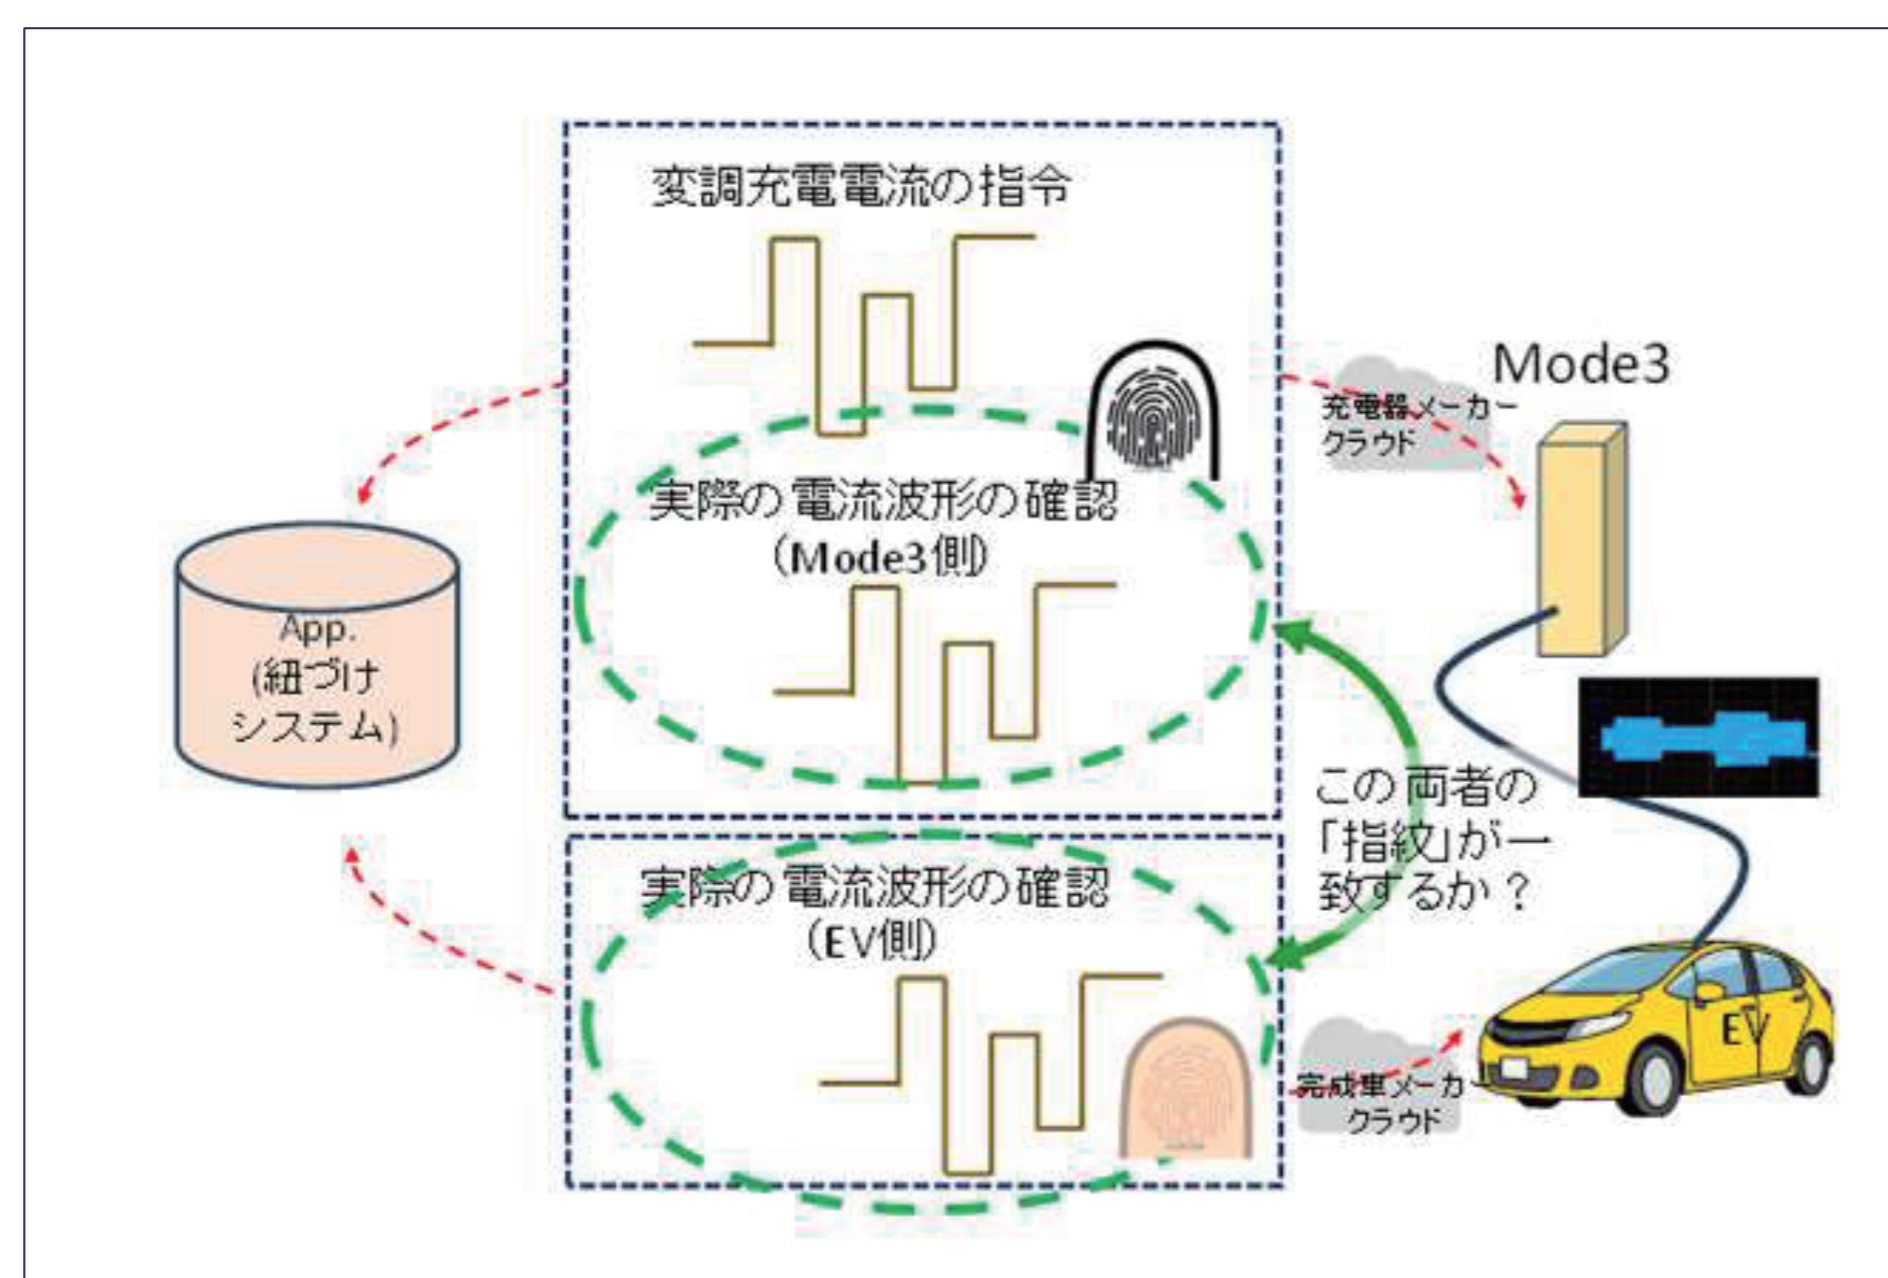 変調充電電流の指令
Mode3
充電器メーカー
クラウド
実際の電流波形の確認
(Mode3側)
App.
(紐づけ
システム)
この両者の
「指紋」が一
致するか？
実際の電流波形の確認
(EV側)
EV
完成車メーカー
クラウド